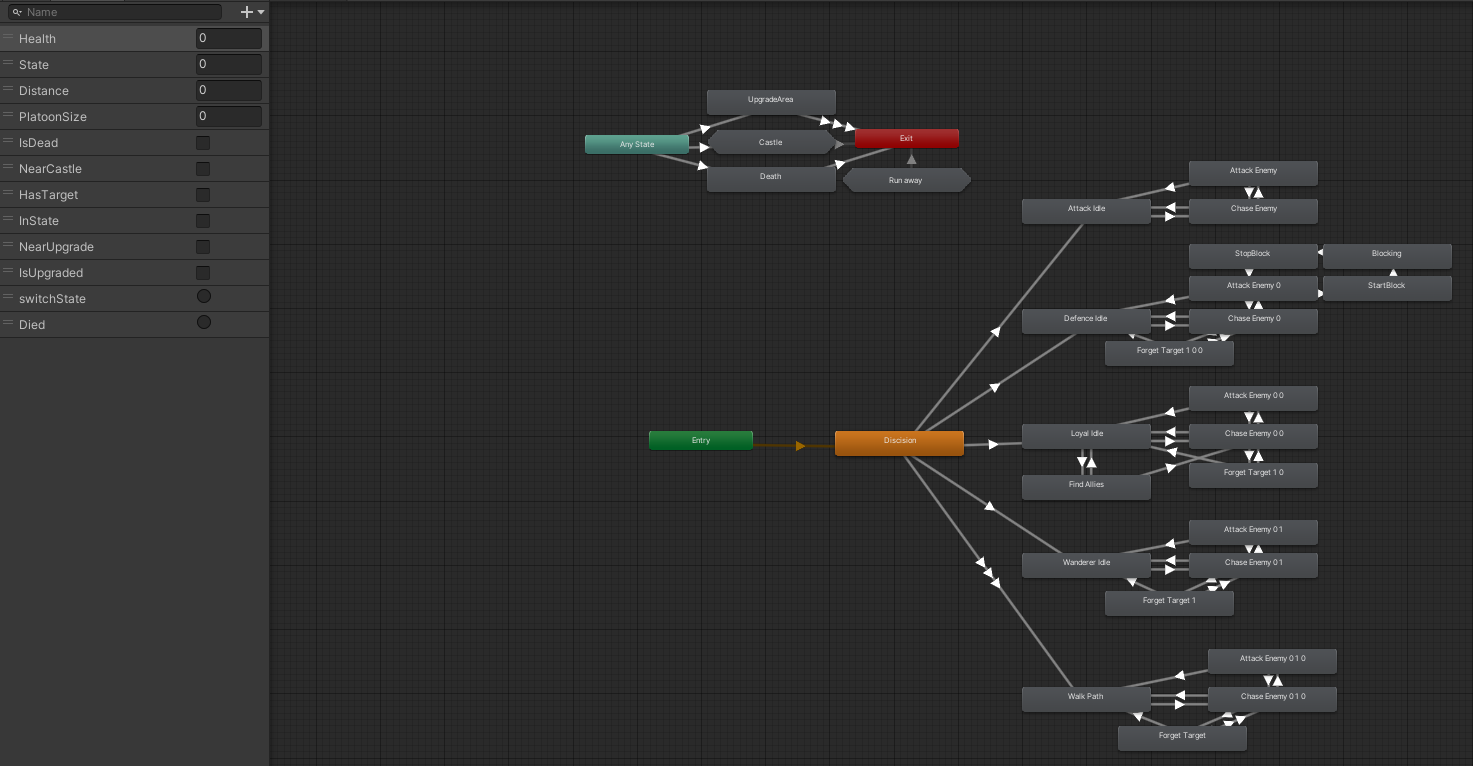 Name
Health 0
State 0
Distance 0
PlatoonSize 0
IsDead
NearCastle
HasTarget
InState
NearUpgrade
IsUpgraded
switchState
Died
UpgradeArea
Any State
Castle
Exit
Death
Run away
Attack Enemy
Attack Idle
Chase Enemy
StopBlock
Blocking
Attack Enemy 0
StartBlock
Defence Idle
Chase Enemy 0
Forget Target 1 0 0
Attack Enemy 0 0
Entry
Discision
Loyal Idle
Chase Enemy 0 0
Forget Target 1 0
Find Allies
Attack Enemy 0 1
Wanderer Idle
Chase Enemy 0 1
Forget Target 1
Attack Enemy 0 1 0
Walk Path
Chase Enemy 0 1 0
Forget Target